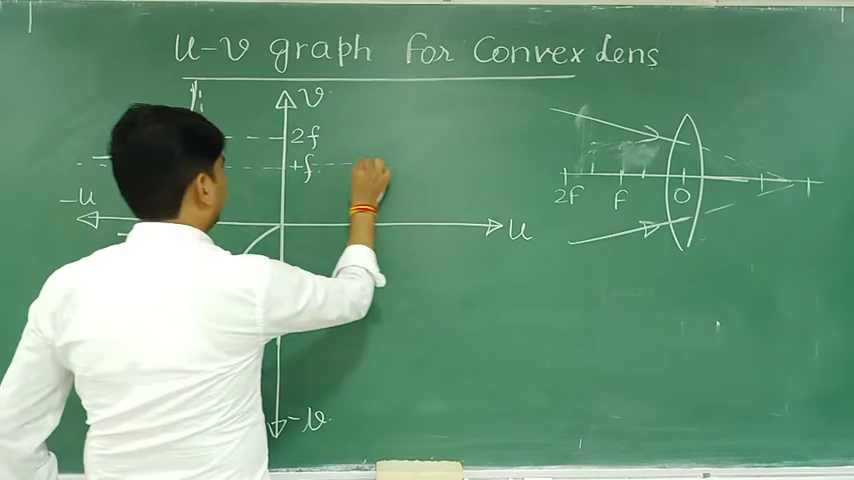 u-v graph for Convex Lens
v
2f
+f
-u
u
-v
2F F O